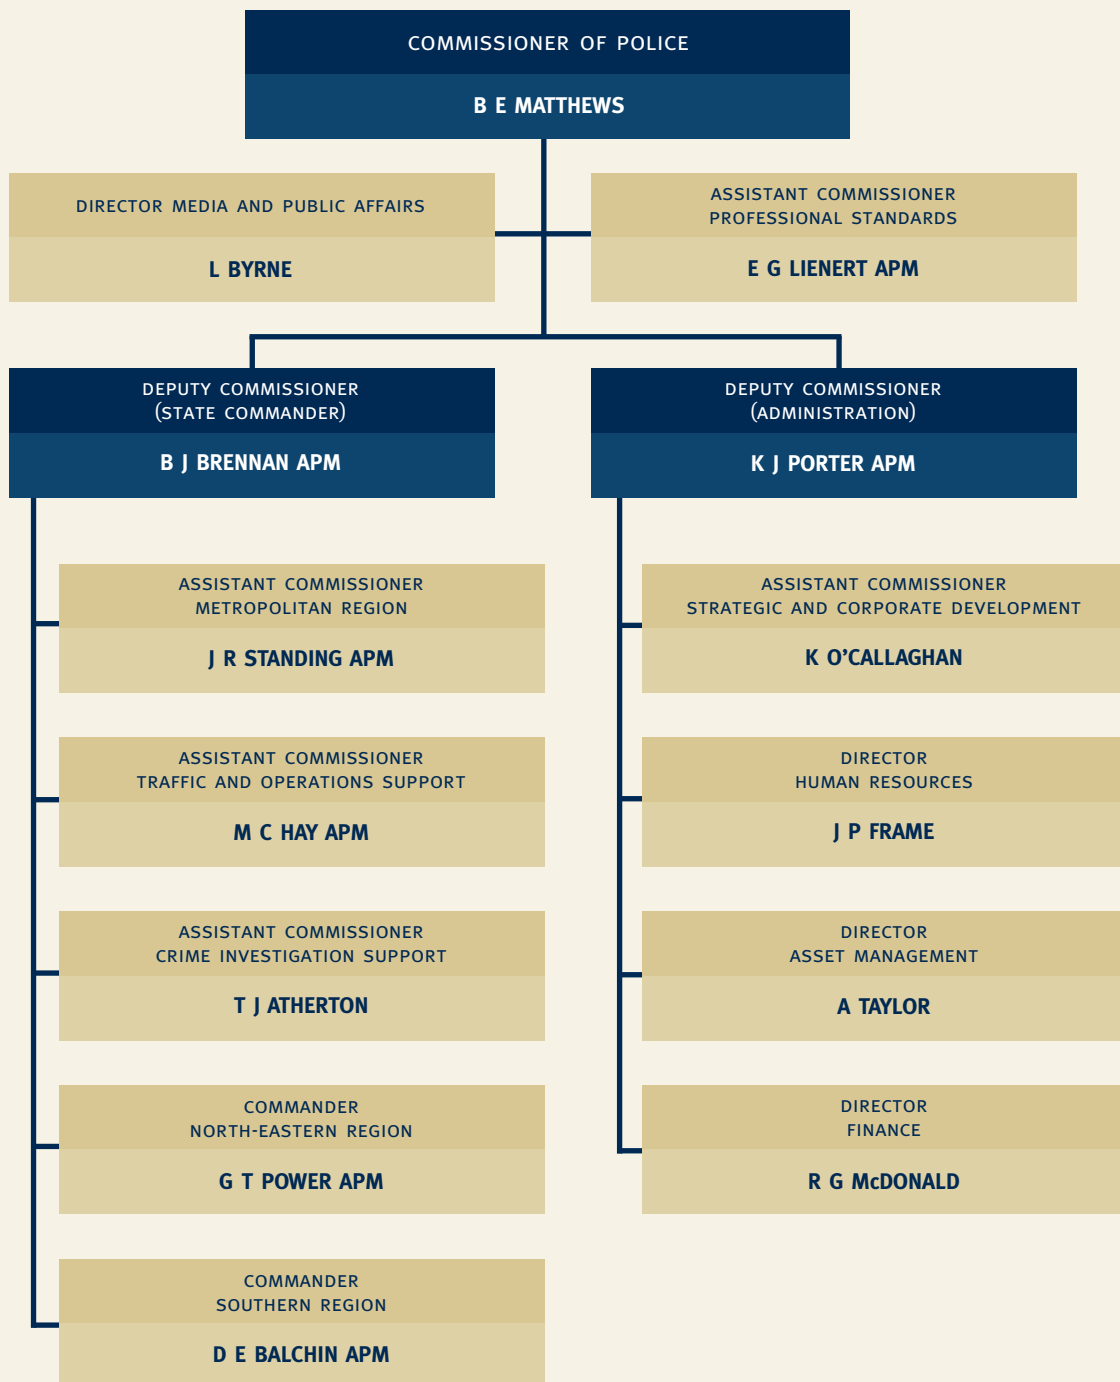 COMMISSIONER OF POLICE
B E MATTHEWS
DIRECTOR MEDIA AND PUBLIC AFFAIRS
L BYRNE
ASSISTANT COMMISSIONER
PROFESSIONAL STANDARDS
E G LIENERT APM
DEPUTY COMMISSIONER
(STATE COMMANDER)
B J BRENNAN APM
DEPUTY COMMISSIONER
(ADMINISTRATION)
K J PORTER APM
ASSISTANT COMMISSIONER
METROPOLITAN REGION
J R STANDING APM
ASSISTANT COMMISSIONER
TRAFFIC AND OPERATIONS SUPPORT
M C HAY APM
ASSISTANT COMMISSIONER
CRIME INVESTIGATION SUPPORT
T J ATHERTON
COMMANDER
NORTH-EASTERN REGION
G T POWER APM
COMMANDER
SOUTHERN REGION
D E BALCHIN APM
ASSISTANT COMMISSIONER
STRATEGIC AND CORPORATE DEVELOPMENT
K O’CALLAGHAN
DIRECTOR
HUMAN RESOURCES
J P FRAME
DIRECTOR
ASSET MANAGEMENT
A TAYLOR
DIRECTOR
FINANCE
R G McDONALD